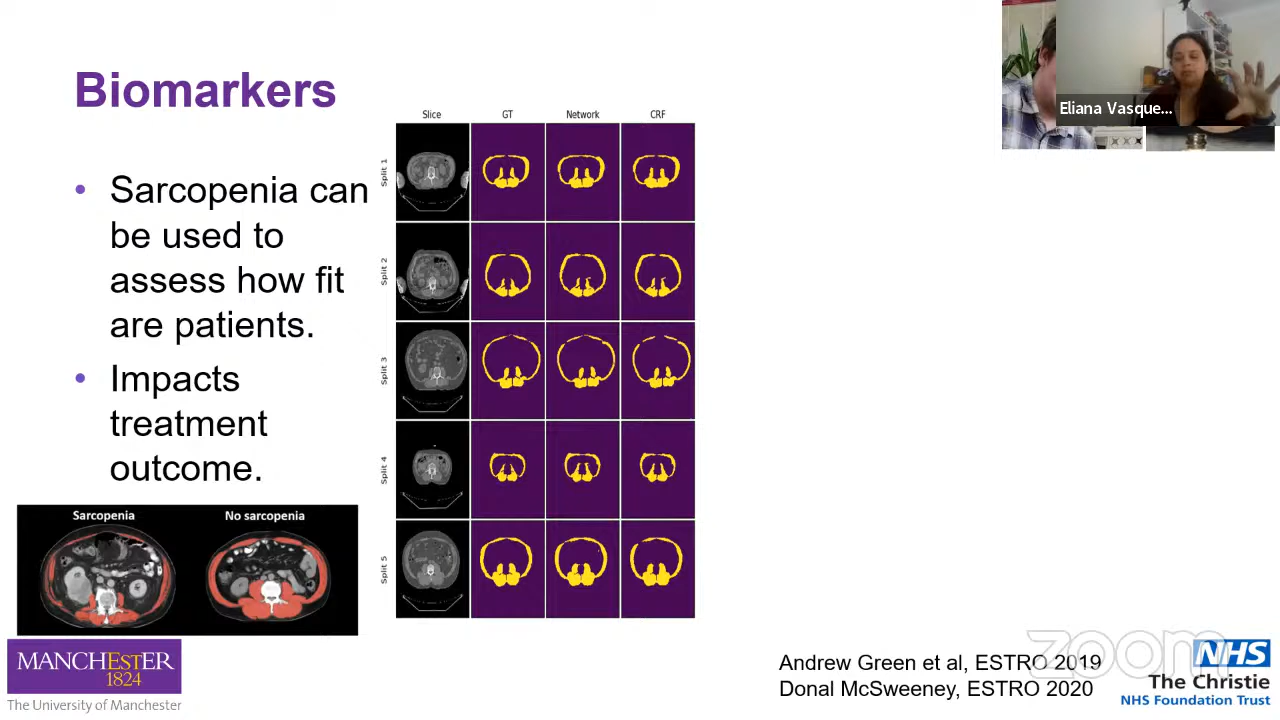 Biomarkers
Eliana Vasque...
• Sarcopenia can
be used to
assess how fit
are patients.
• Impacts
treatment
outcome.
Slice GT Network CRF
Split 1
Split 2
Split 3
Split 4
Split 5
Sarcopenia No sarcopenia
MANCHESTER
1824
The University of Manchester
Andrew Green et al, ESTRO 2019
Donal McSweeney, ESTRO 2020
zoom
NHS
The Christie
NHS Foundation Trust